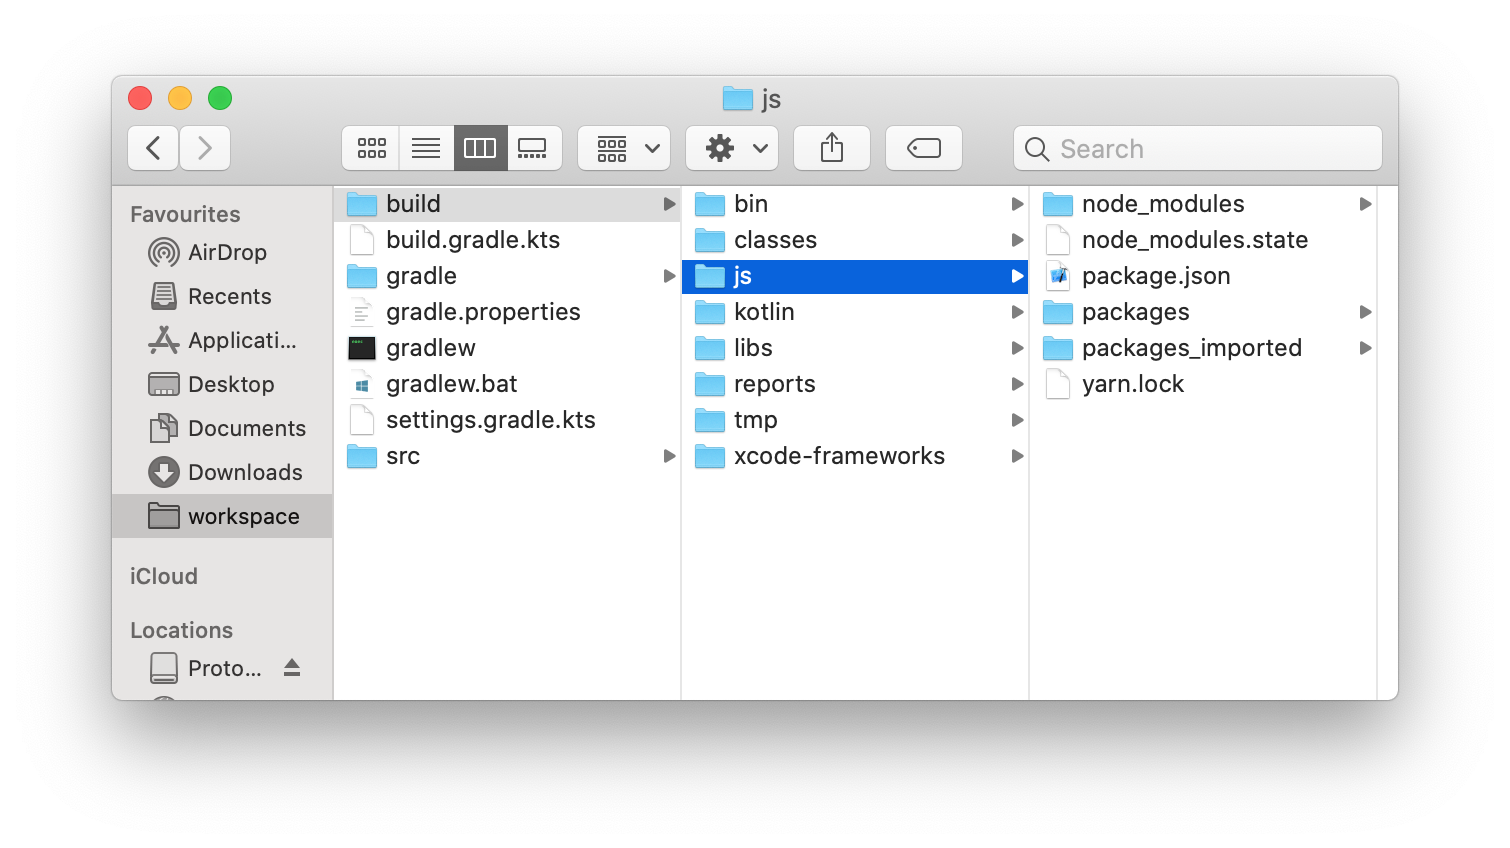 js
Search
Favourites
AirDrop
Recents
Applicati...
Desktop
Documents
Downloads
workspace
iCloud
Locations
Proto...
build
build.gradle.kts
gradle
gradle.properties
gradlew
gradlew.bat
settings.gradle.kts
src
bin
classes
js
kotlin
libs
reports
tmp
xcode-frameworks
node_modules
node_modules.state
package.json
packages
packages_imported
yarn.lock